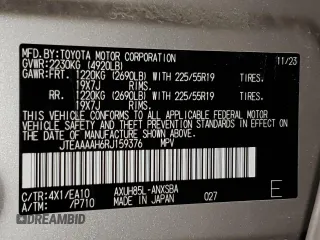 MFD.BY:TOYOTA MOTOR CORPORATION 11/23
GVWR:2230KG (4920LB)
GAWR:FRT. 1220KG (2690LB) WITH 225/55R19 TIRES,
19X7J RIMS,
RR. 1220KG (2690LB) WITH 225/55R19 TIRES,
19X7J RIMS,
THIS VEHICLE CONFORMS TO ALL APPLICABLE FEDERAL MOTOR VEHICLE SAFETY AND THEFT PREVENTION STANDARDS IN EFFECT ON THE DATE OF MANUFACTURE SHOWN ABOVE.
JTEAAAAH6RJ159376 MPV
C/TR:4X1/EA10 AXUH85L-ANXSBA
A/TM: /P710 MADE IN JAPAN 027 E